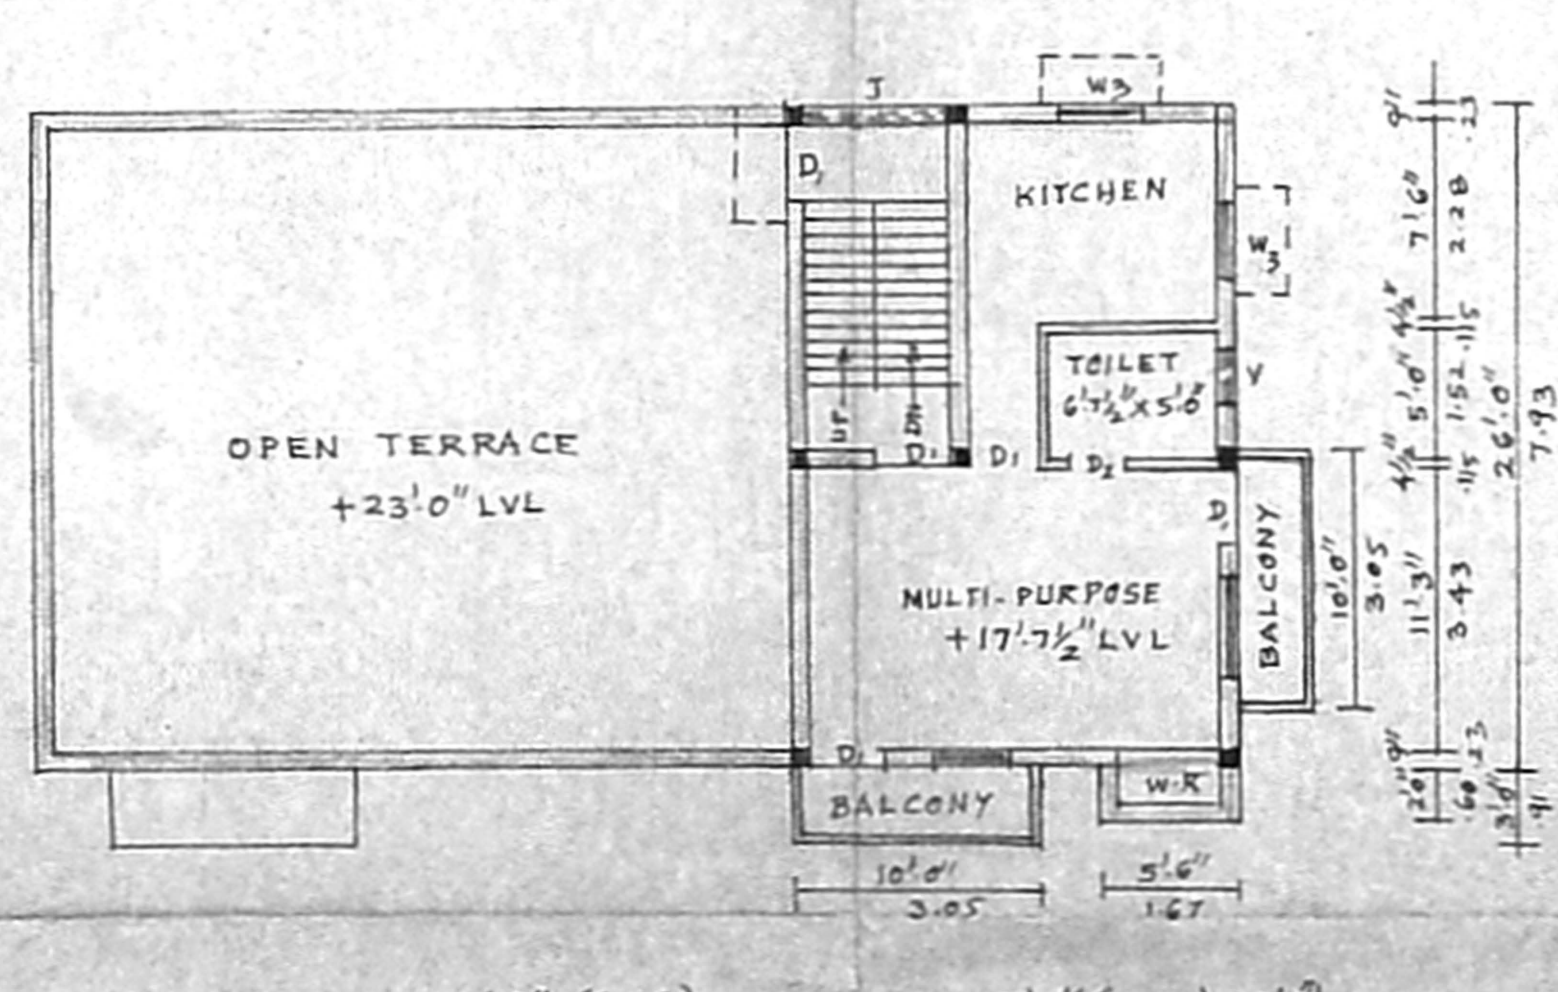 J
W3
D1
KITCHEN
W3
TOILET
6'.7½" X 5'.0"
V
UP
DN
D1
D1
D2
OPEN TERRACE
+23'.0" LVL
D1
MULTI-PURPOSE
+17'.7½" LVL
BALCONY
D1
BALCONY
W.R
10'.0"
3.05
5'.6"
1.67
10'.0"
3.05
9"
.23
7'.6"
2.28
4½"
.115
5'.0"
1.52
4½"
.115
11'.3"
3.43
9"
.23
2'.0"
.60
26'.0"
7.93
3'.0"
.91